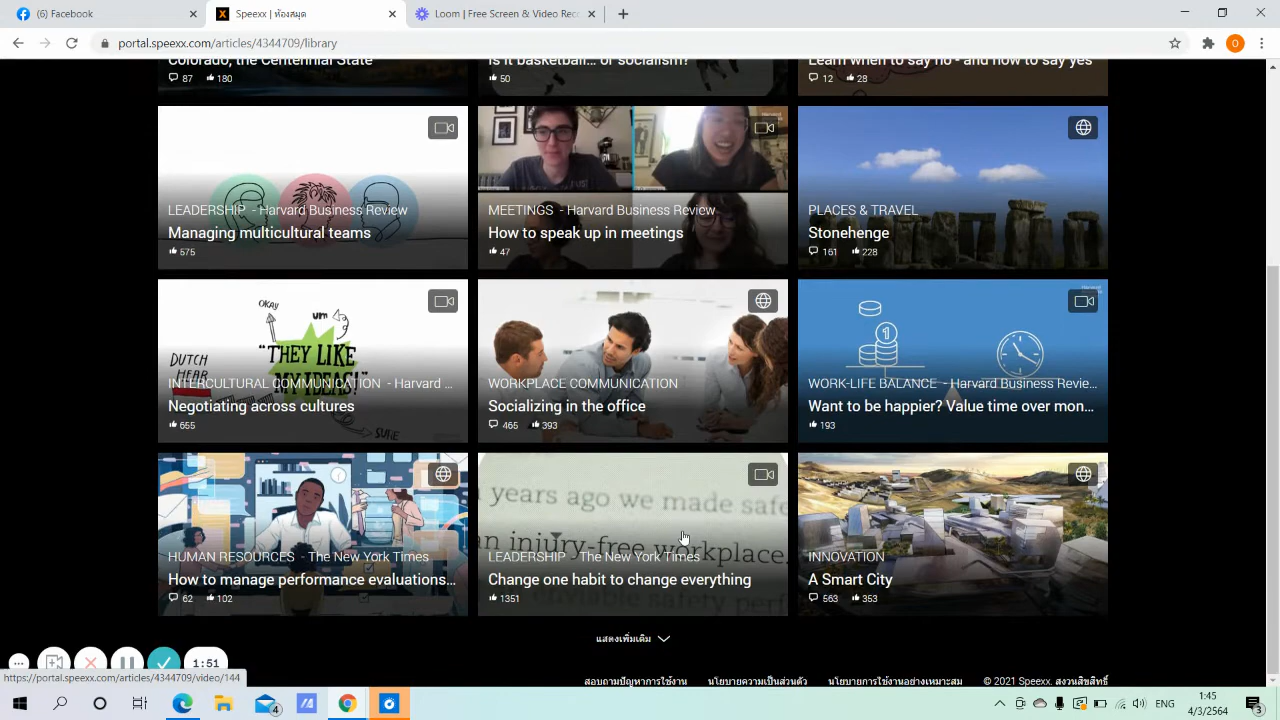 (6) Facebook
Speexx | ห้องสมุด
Loom | Free Screen & Video Rec
portal.speexx.com/articles/4344709/library
O
Colorado, the Centennial State
87 180
Is it basketball... or socialism?
50
Learn when to say no - and how to say yes
12 28
LEADERSHIP - Harvard Business Review
Managing multicultural teams
575
MEETINGS - Harvard Business Review
How to speak up in meetings
47
PLACES & TRAVEL
Stonehenge
161 228
OKAY
um
"THEY LIKE
MY IDEAS!"
DUTCH
HEAR
SUSIE
INTERCULTURAL COMMUNICATION - Harvard ...
Negotiating across cultures
655
WORKPLACE COMMUNICATION
Socializing in the office
465 393
1
WORK-LIFE BALANCE - Harvard Business Revie...
Want to be happier? Value time over mon...
193
HUMAN RESOURCES - The New York Times
How to manage performance evaluations...
62 102
years ago we made safe
an injury-free workplace.
LEADERSHIP - The New York Times
Change one habit to change everything
1351
INNOVATION
A Smart City
563 353
แสดงเพิ่มเติม
1:51
https://portal.speexx.com/articles/4344709/video/144
สอบถามปัญหาการใช้งาน นโยบายความเป็นส่วนตัว นโยบายการใช้งานอย่างเหมาะสม © 2021 Speexx. สงวนสิขสิทธิ์
4
ENG
1:45
4/3/2564
3